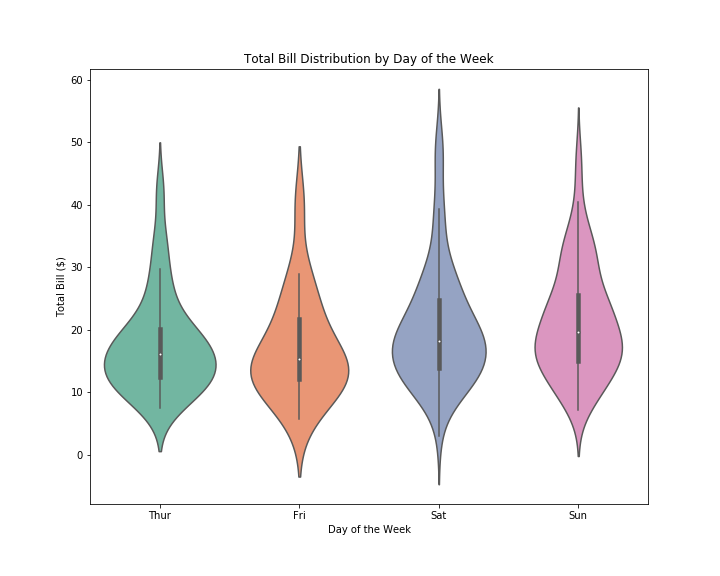 Total Bill Distribution by Day of the Week
60
50
40
30
20
10
0
Total Bill ($)
Thur Fri Sat Sun
Day of the Week